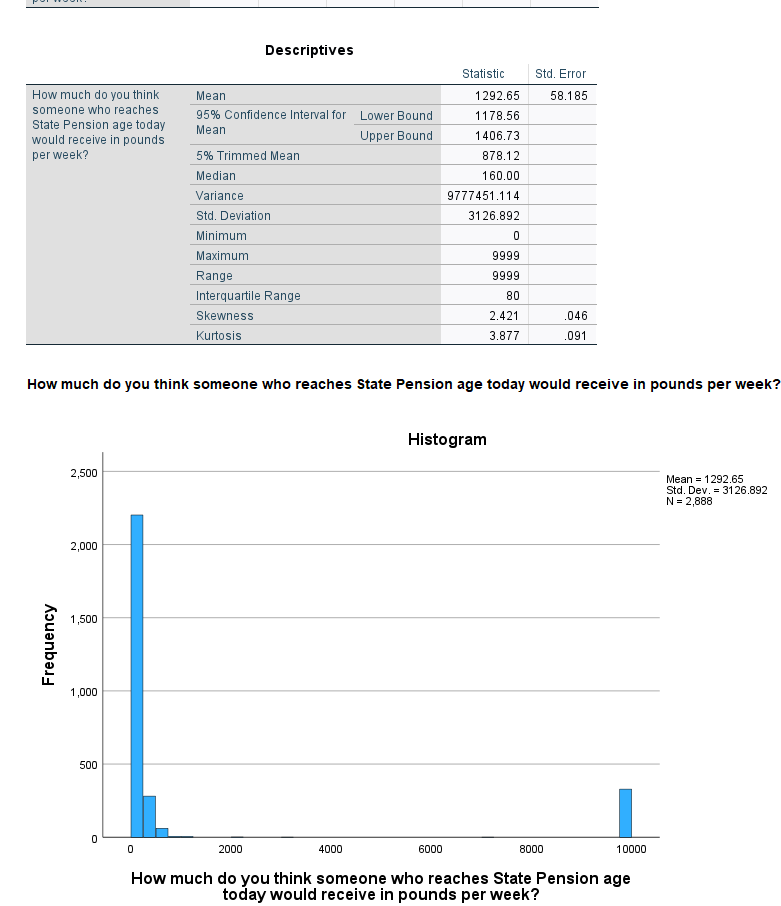 Descriptives
Statistic Std. Error
How much do you think someone who reaches State Pension age today would receive in pounds per week?
Mean 1292.65 58.185
95% Confidence Interval for Mean
Lower Bound 1178.56
Upper Bound 1406.73
5% Trimmed Mean 878.12
Median 160.00
Variance 9777451.114
Std. Deviation 3126.892
Minimum 0
Maximum 9999
Range 9999
Interquartile Range 80
Skewness 2.421 .046
Kurtosis 3.877 .091
How much do you think someone who reaches State Pension age today would receive in pounds per week?
Histogram
Mean = 1292.65
Std. Dev. = 3126.892
N = 2,888
Frequency
2,500
2,000
1,500
1,000
500
0
0 2000 4000 6000 8000 10000
How much do you think someone who reaches State Pension age
today would receive in pounds per week?